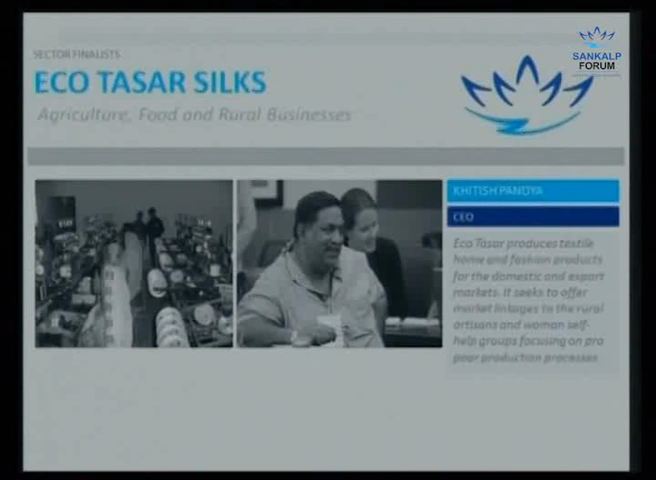 SECTOR FINALISTS
ECO TASAR SILKS
Agriculture, Food and Rural Businesses
SANKALP
FORUM
KHITISH PANDYA
CEO
Eco Tasar produces textile
home and fashion products
for the domestic and export
markets. It seeks to offer
market linkages to the rural
artisans and woman self-
help groups focusing on pro
poor production processes